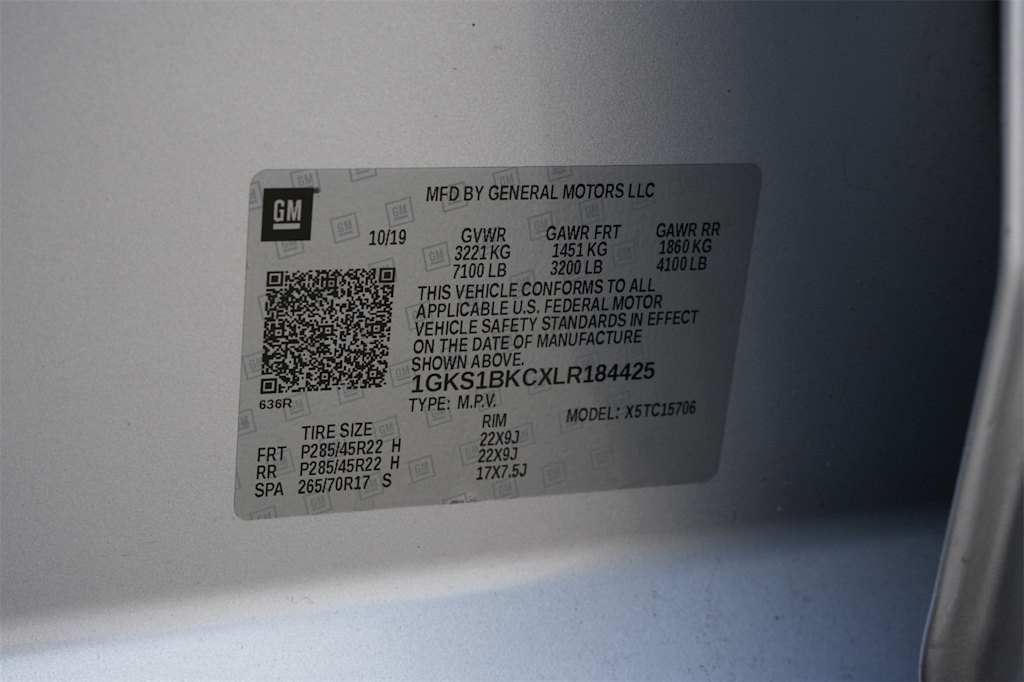 GM
MFD BY GENERAL MOTORS LLC
10/19 GVWR GAWR FRT GAWR RR
3221 KG 1451 KG 1860 KG
7100 LB 3200 LB 4100 LB
THIS VEHICLE CONFORMS TO ALL
APPLICABLE U.S. FEDERAL MOTOR
VEHICLE SAFETY STANDARDS IN EFFECT
ON THE DATE OF MANUFACTURE
SHOWN ABOVE.
1GKS1BKCXLR184425
636R
TYPE: M.P.V. MODEL: X5TC15706
TIRE SIZE RIM
FRT P285/45R22 H 22X9J
RR P285/45R22 H 22X9J
SPA 265/70R17 S 17X7.5J